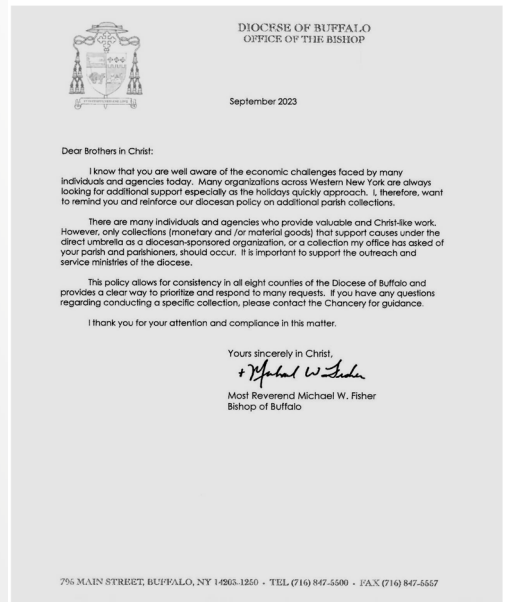 DIOCESE OF BUFFALO
OFFICE OF THE BISHOP
September 2023
Dear Brothers in Christ:
I know that you are well aware of the economic challenges faced by many
individuals and agencies today. Many organizations across Western New York are always
looking for additional support especially as the holidays quickly approach. I, therefore, want
to remind you and reinforce our diocesan policy on additional parish collections.
There are many individuals and agencies who provide valuable and Christ-like work.
However, only collections (monetary and /or material goods) that support causes under the
direct umbrella as a diocesan-sponsored organization, or a collection my office has asked of
your parish and parishioners, should occur. It is important to support the outreach and
service ministries of the diocese.
This policy allows for consistency in all eight counties of the Diocese of Buffalo and
provides a clear way to prioritize and respond to many requests. If you have any questions
regarding conducting a specific collection, please contact the Chancery for guidance.
I thank you for your attention and compliance in this matter.
Yours sincerely in Christ,
+ Michael W Fisher
Most Reverend Michael W. Fisher
Bishop of Buffalo
795 MAIN STREET, BUFFALO, NY 14203-1250 - TEL (716) 847-5500 - FAX (716) 847-5557